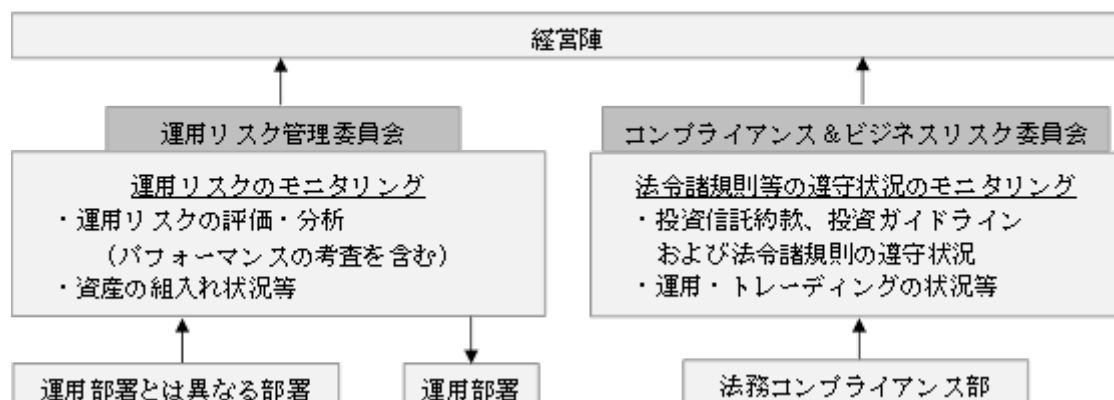 経営陣
運用リスク管理委員会
運用リスクのモニタリング
・運用リスクの評価・分析
（パフォーマンスの考査を含む）
・資産の組入れ状況等
運用部署とは異なる部署
運用部署
コンプライアンス＆ビジネスリスク委員会
法令諸規則等の遵守状況のモニタリング
・投資信託約款、投資ガイドライン
および法令諸規則の遵守状況
・運用・トレーディングの状況等
法務コンプライアンス部